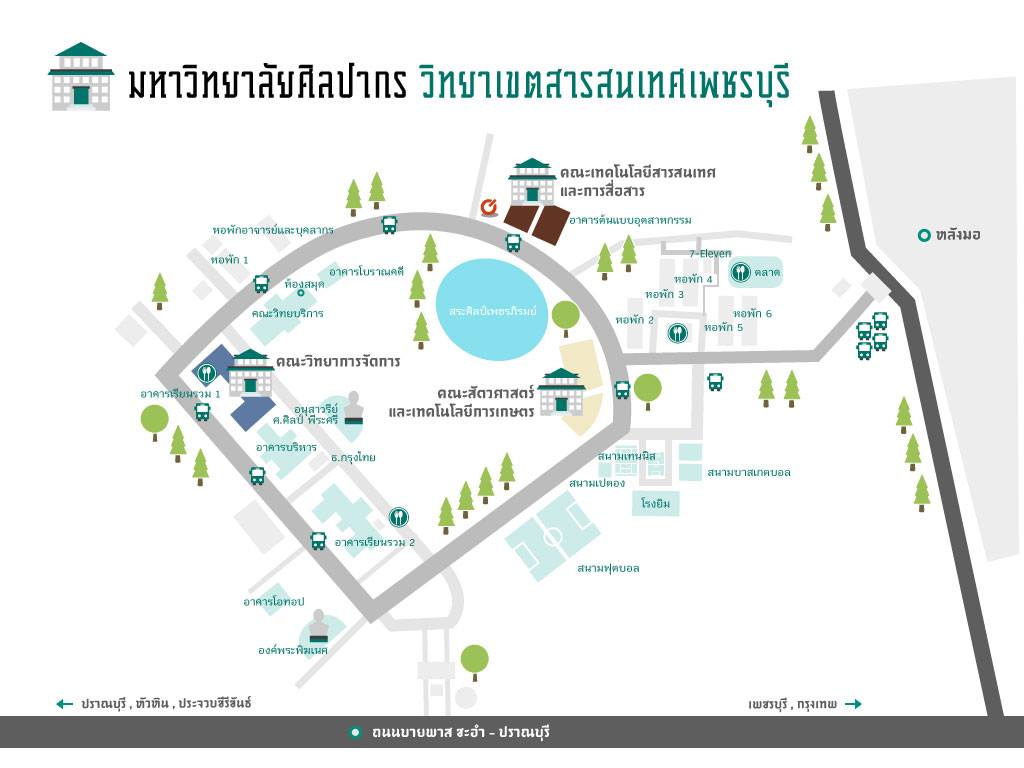 มหาวิทยาลัยศิลปากร วิทยาเขตสารสนเทศเพชรบุรี
คณะเทคโนโลยีสารสนเทศ
และการสื่อสาร
อาคารต้นแบบอุตสาหกรรม
หอพักอาจารย์และบุคลากร
หลังมอ
7-Eleven
หอพัก 1
อาคารโบราณคดี
ตลาด
หอพัก 4
ห้องสมุด
หอพัก 3
คณะวิทยบริการ
สระศิลป์เพชรภิรมย์
หอพัก 6
หอพัก 2
หอพัก 5
คณะวิทยาการจัดการ
อาคารเรียนรวม 1
คณะสัตวศาสตร์
และเทคโนโลยีการเกษตร
อนุสาวรีย์
ศ.ศิลป์ พีระศรี
อาคารบริหาร
ธ.กรุงไทย
สนามเทนนิส
สนามบาสเกตบอล
สนามเปตอง
โรงยิม
อาคารเรียนรวม 2
สนามฟุตบอล
อาคารโอทอป
องค์พระพิฆเนศ
ปราณบุรี , หัวหิน , ประจวบคีรีขันธ์
เพชรบุรี , กรุงเทพ
ถนนบายพาส ชะอำ - ปราณบุรี